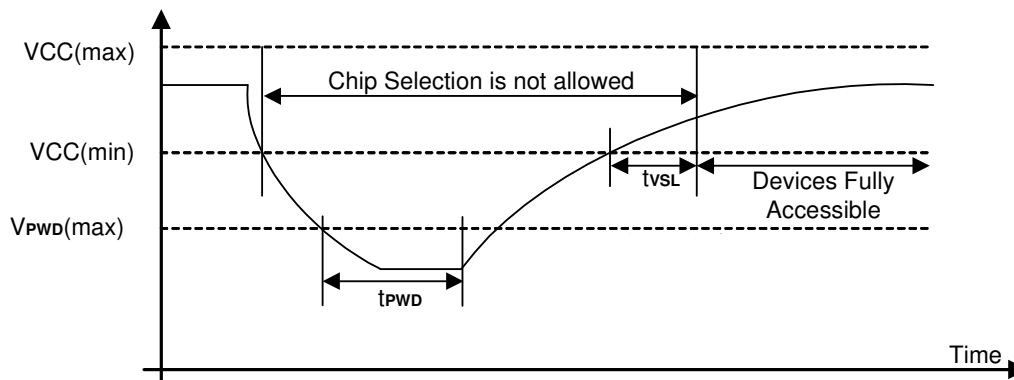 VCC(max)
Chip Selection is not allowed
VCC(min)
tVSL
Devices Fully
Accessible
VPWD(max)
tPWD
Time